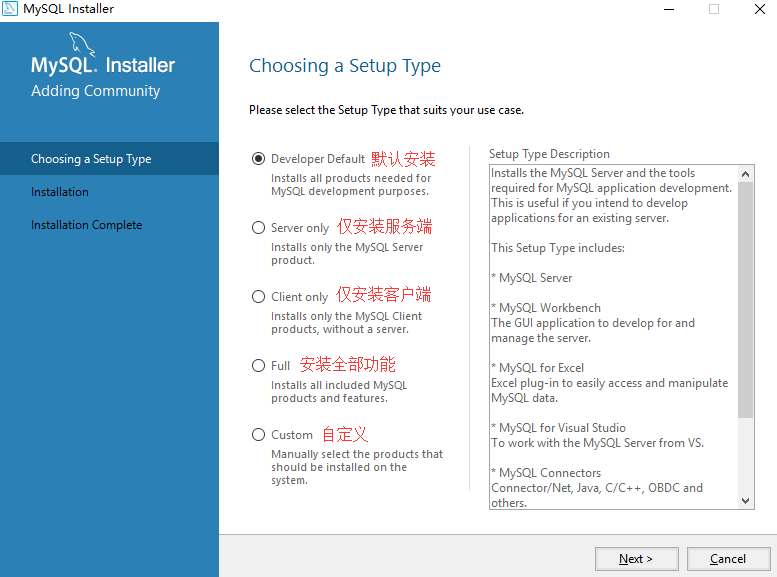 MySQL Installer
MySQL. Installer
Adding Community
Choosing a Setup Type
Installation
Installation Complete
Choosing a Setup Type
Please select the Setup Type that suits your use case.
Developer Default 默认安装
Installs all products needed for
MySQL development purposes.
Server only 仅安装服务端
Installs only the MySQL Server
product.
Client only 仅安装客户端
Installs only the MySQL Client
products, without a server.
Full 安装全部功能
Installs all included MySQL
products and features.
Custom 自定义
Manually select the products that
should be installed on the
system.
Setup Type Description
Installs the MySQL Server and the tools
required for MySQL application development.
This is useful if you intend to develop
applications for an existing server.
This Setup Type includes:
* MySQL Server
* MySQL Workbench
The GUI application to develop for and
manage the server.
* MySQL for Excel
Excel plug-in to easily access and manipulate
MySQL data.
* MySQL for Visual Studio
To work with the MySQL Server from VS.
* MySQL Connectors
Connector/Net, Java, C/C++, OBDC and
others.
Next >
Cancel